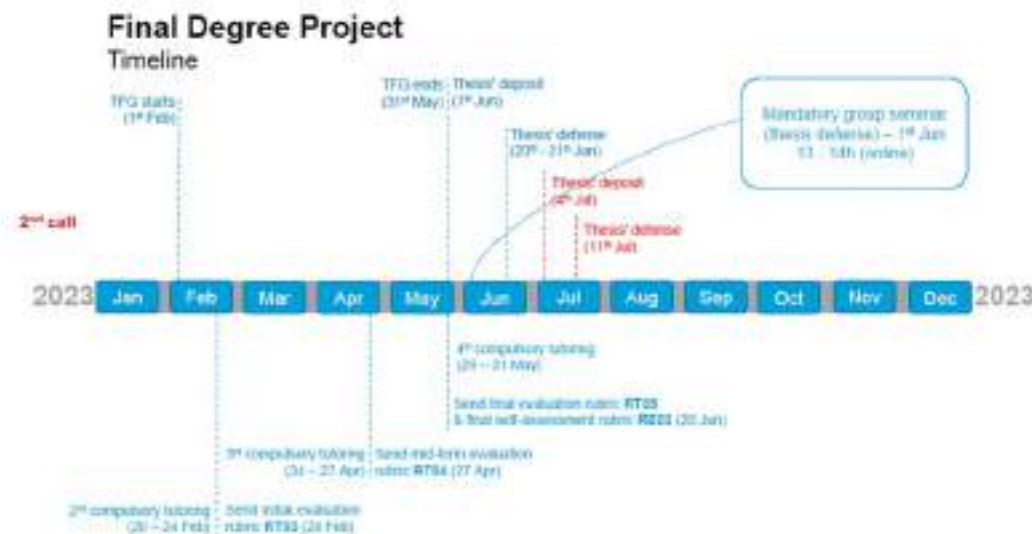 Final Degree Project
Timeline
TFG starts
(1st Feb)
TFG ends
(31st May)
Thesis' deposit
(1st Jun)
Thesis' defense
(20th - 21th Jun)
Thesis' deposit
(4th Jul)
Thesis' defense
(11th Jul)
Mandatory group seminar
(thesis defense) – 1st Jun
13 - 14h (online)
2nd call
2023 Jan Feb Mar Apr May Jun Jul Aug Sep Oct Nov Dec 2023
4th compulsory tutoring
(29 – 31 May)
Send final evaluation rubric
& final self-assessment rubric (20 Jun)
3rd compulsory tutoring
(24 – 27 Apr)
Send mid-term evaluation
rubric RT04 (27 Apr)
2nd compulsory tutoring
(20 – 24 Feb)
Send initial evaluation
rubric (24 Feb)